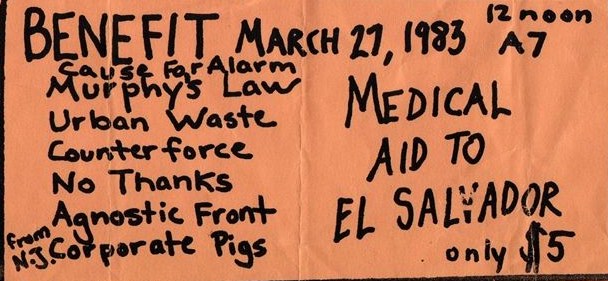 BENEFIT MARCH 27, 1983 12 noon
A7
Cause For Alarm
Murphy's Law
Urban Waste
Counterforce
No Thanks
Agnostic Front
from N.J. Corporate Pigs
MEDICAL
AID TO
EL SALVADOR
only $5